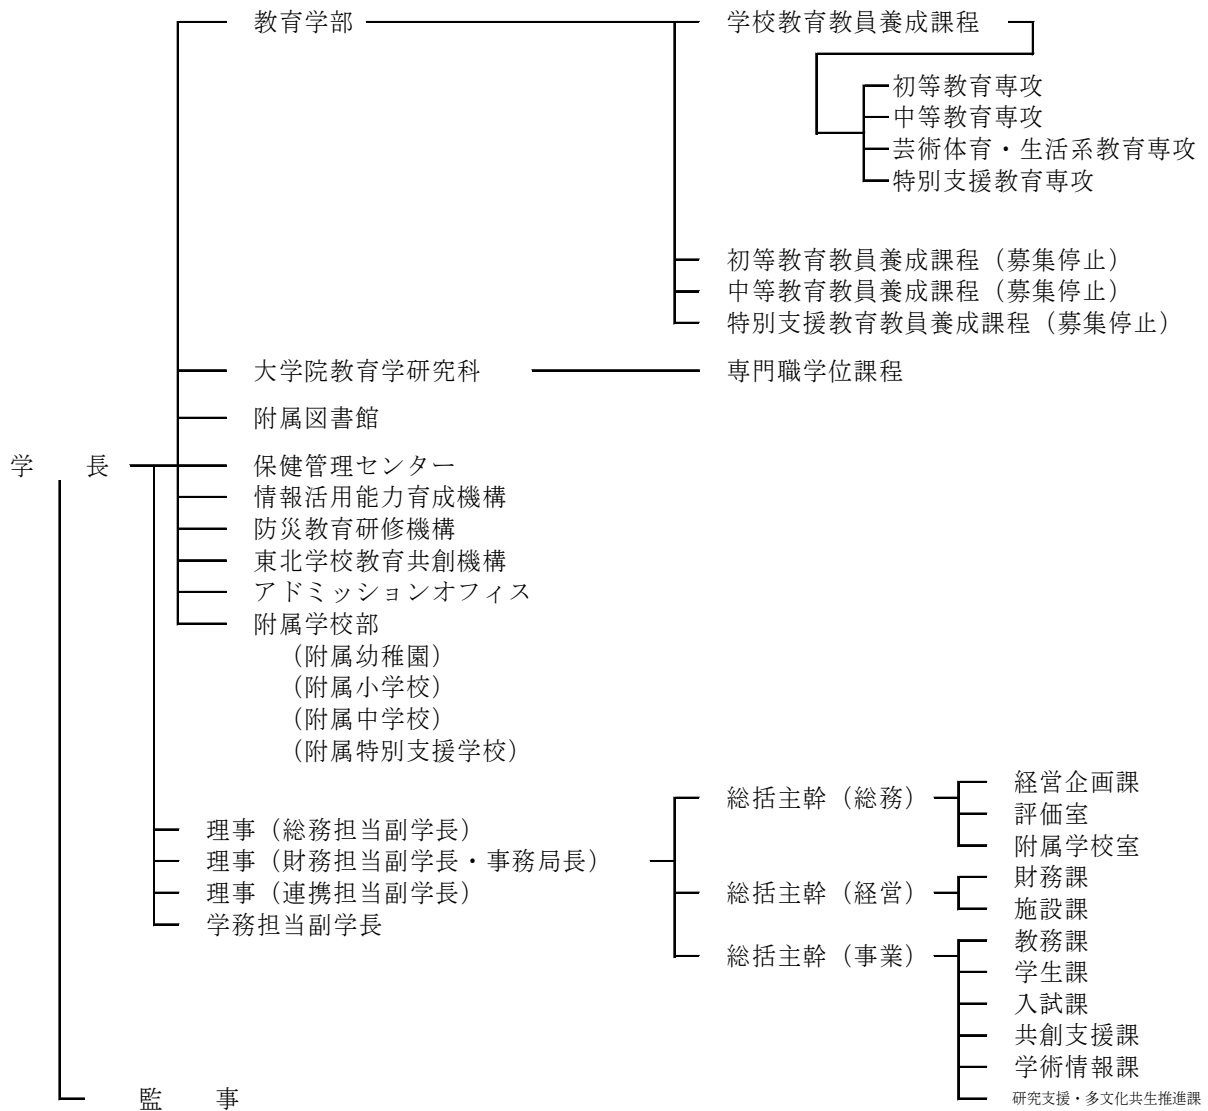 教育学部
学校教育教員養成課程
初等教育専攻
中等教育専攻
芸術体育・生活系教育専攻
特別支援教育専攻
初等教育教員養成課程（募集停止）
中等教育教員養成課程（募集停止）
特別支援教育教員養成課程（募集停止）
大学院教育学研究科
専門職学位課程
附属図書館
学　　長
保健管理センター
情報活用能力育成機構
防災教育研修機構
東北学校教育共創機構
アドミッションオフィス
附属学校部
（附属幼稚園）
（附属小学校）
（附属中学校）
（附属特別支援学校）
理事（総務担当副学長）
理事（財務担当副学長・事務局長）
理事（連携担当副学長）
学務担当副学長
総括主幹（総務）
経営企画課
評価室
附属学校室
総括主幹（経営）
財務課
施設課
総括主幹（事業）
教務課
学生課
入試課
共創支援課
学術情報課
研究支援・多文化共生推進課
監　　事